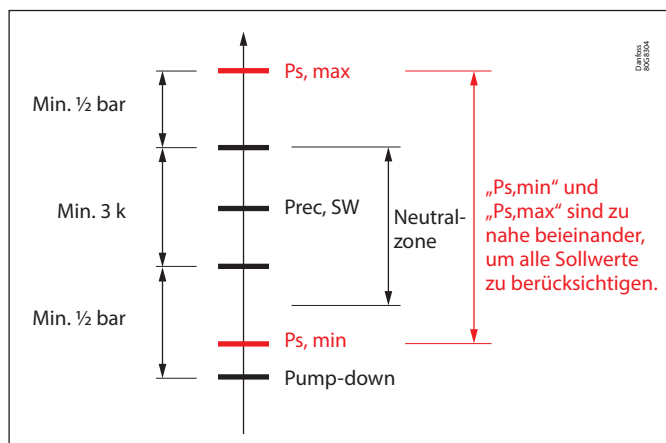 Danfoss
80G8304
Ps, max
Min. ½ bar
Min. 3 k
Prec, SW
Neutral-
zone
„Ps,min“ und
„Ps,max“ sind zu
nahe beieinander,
um alle Sollwerte
zu berücksichtigen.
Min. ½ bar
Ps, min
Pump-down